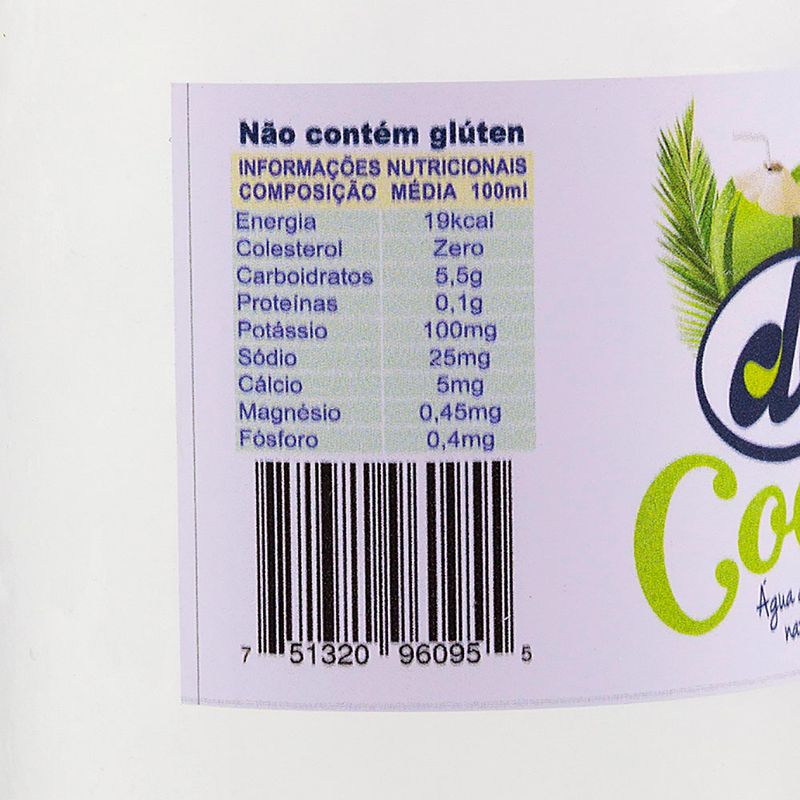 Não contém glúten
INFORMAÇÕES NUTRICIONAIS
COMPOSIÇÃO MÉDIA 100ml
Energia 19kcal
Colesterol Zero
Carboidratos 5,5g
Proteínas 0,1g
Potássio 100mg
Sódio 25mg
Cálcio 5mg
Magnésio 0,45mg
Fósforo 0,4mg
7 51320 96095 5
Água